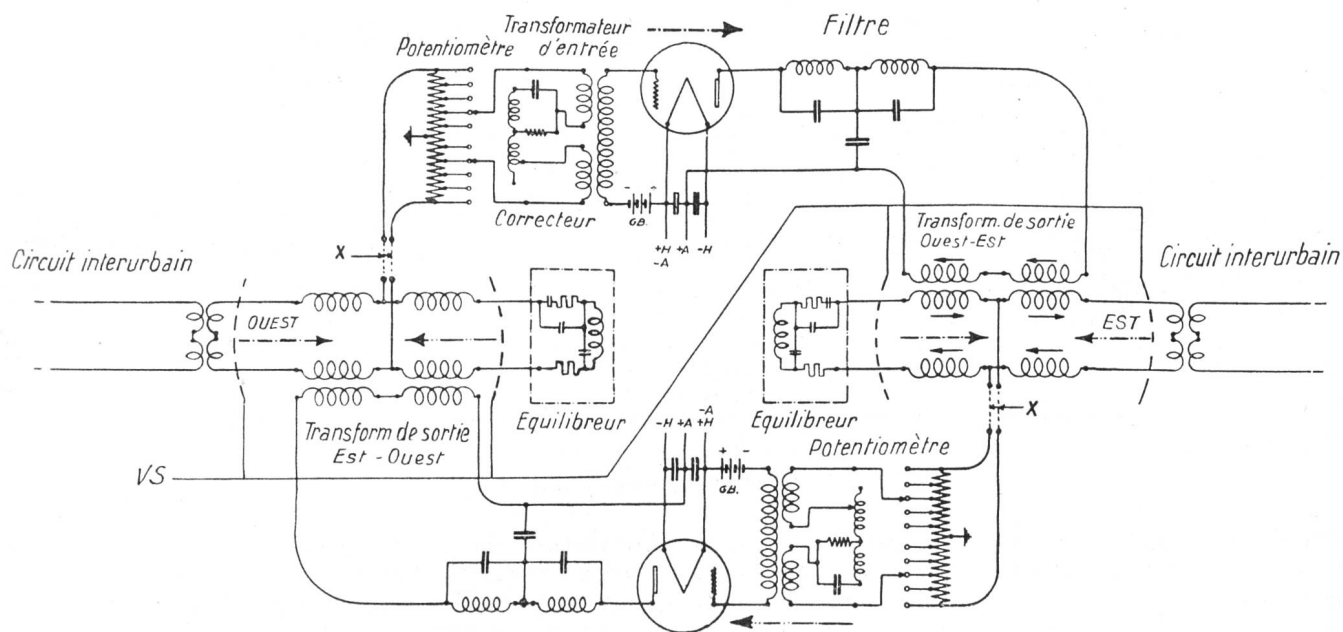 Potentiomètre
Transformateur
d'entrée
Filtre
Correcteur
- +
G.B.
+H
-A
+A
-H
X
Circuit interurbain
OUEST
Equilibreur
Transform. de sortie
Ouest-Est
Circuit interurbain
EST
Equilibreur
X
Transform de sortie
Est - Ouest
VS
-H
+A
-A
+H
+ -
G.B.
Potentiomètre